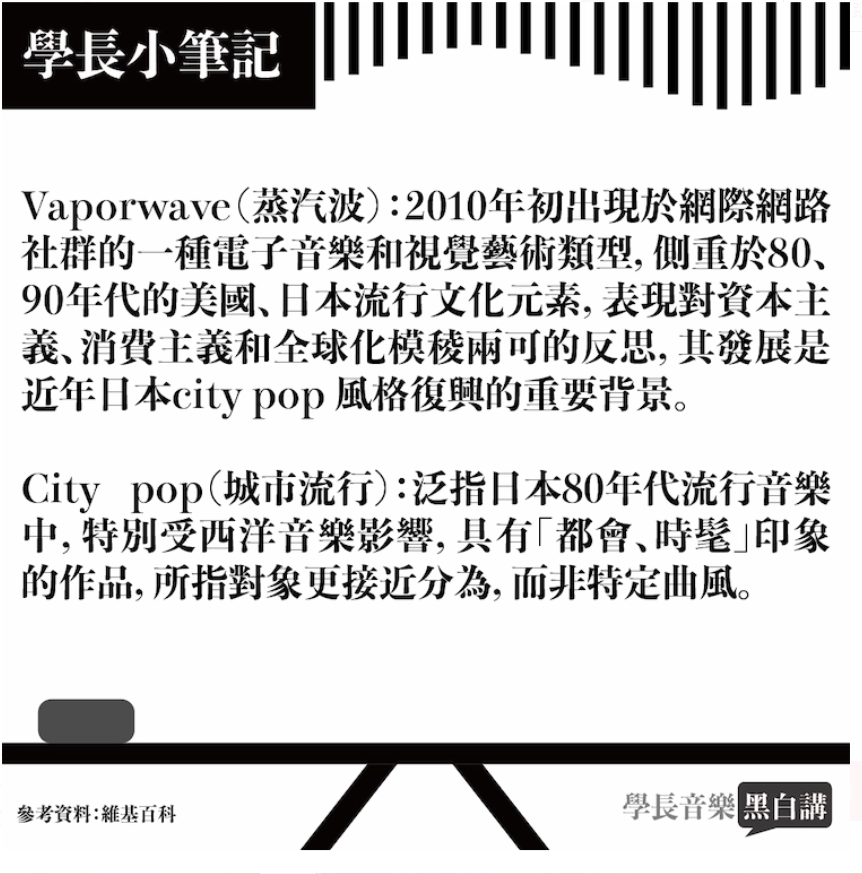 學長小筆記
Vaporwave(蒸汽波):2010年初出現於網際網路
社群的一種電子音樂和視覺藝術類型, 側重於80、
90年代的美國、日本流行文化元素, 表現對資本主
義、消費主義和全球化模稜兩可的反思, 其發展是
近年日本city pop 風格復興的重要背景。
City pop(城市流行):泛指日本80年代流行音樂
中, 特別受西洋音樂影響, 具有「都會、時髦」印象
的作品, 所指對象更接近分為, 而非特定曲風。
參考資料:維基百科
學長音樂黑白講